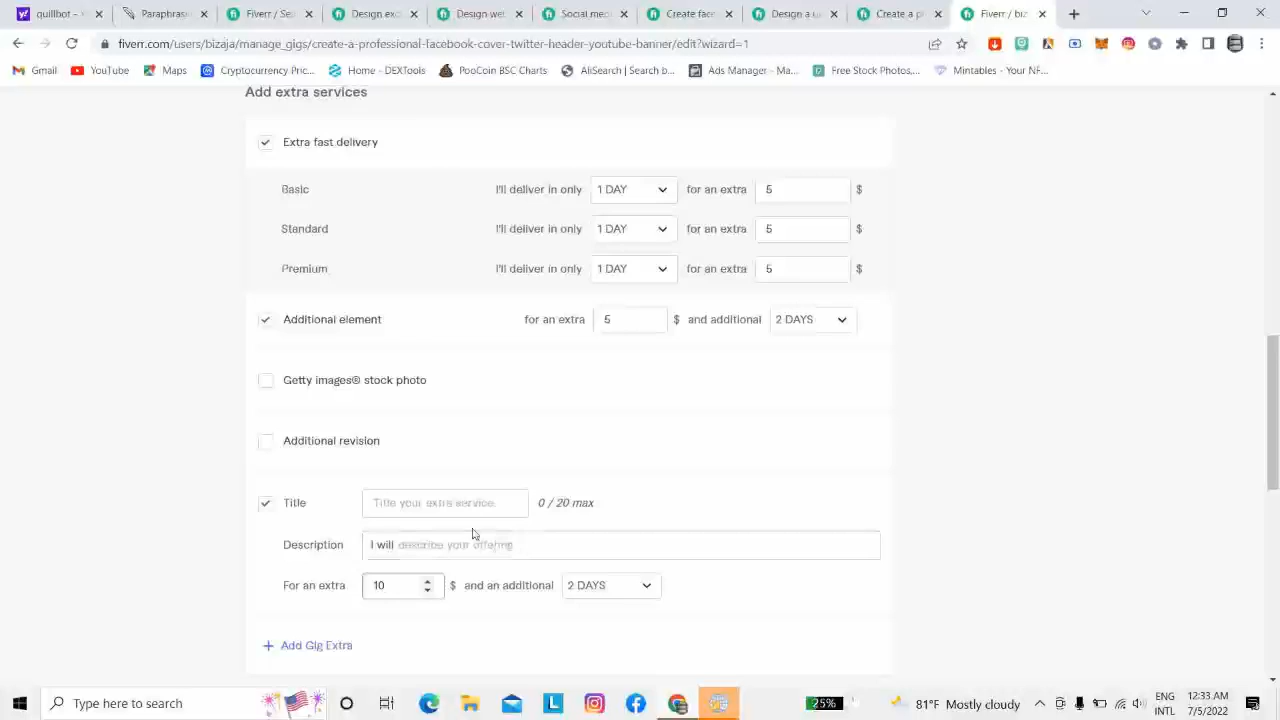 quillbot -
Paraphras
Fiverr /
Design exc
Design wet
Social mec
Create face
Design a u
Create a p
Fiverr / biz
fiverr.com/users/bizaja/manage_gigs/create-a-professional-facebook-cover-twitter-header-youtube-banner/edit?wizard=1
Gmail
YouTube
Maps
Cryptocurrency Pric...
Home - DEXTools
PooCoin BSC Charts
AliSearch | Search b...
Ads Manager - Ma...
Free Stock Photos,...
Mintables - Your NF...
Add extra services
Extra fast delivery
Basic I'll deliver in only 1 DAY for an extra 5 $
Standard I'll deliver in only 1 DAY for an extra 5 $
Premium I'll deliver in only 1 DAY for an extra 5 $
Additional element for an extra 5 $ and additional 2 DAYS
Getty images® stock photo
Additional revision
Title Title your extra service. 0 / 20 max
Description I will describe your offering
For an extra 10 $ and an additional 2 DAYS
+ Add Gig Extra
Type here to search
25%
81°F Mostly cloudy
ENG
INTL
12:33 AM
7/5/2022